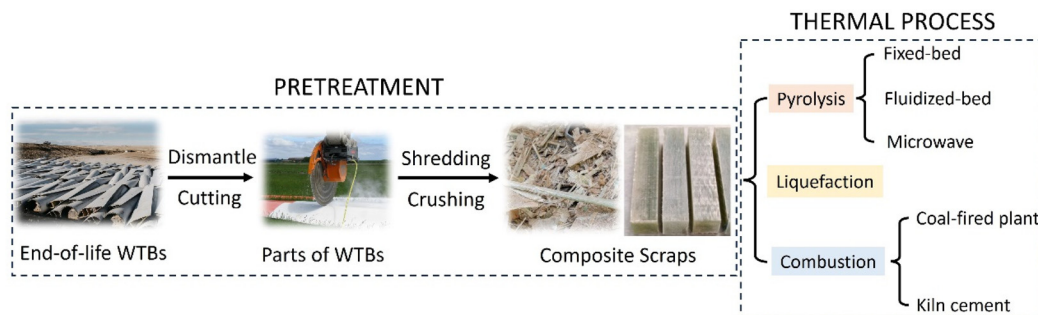 THERMAL PROCESS
PRETREATMENT
Dismantle
Cutting
Shredding
Crushing
End-of-life WTBs
Parts of WTBs
Composite Scraps
Pyrolysis
Fixed-bed
Fluidized-bed
Microwave
Liquefaction
Combustion
Coal-fired plant
Kiln cement